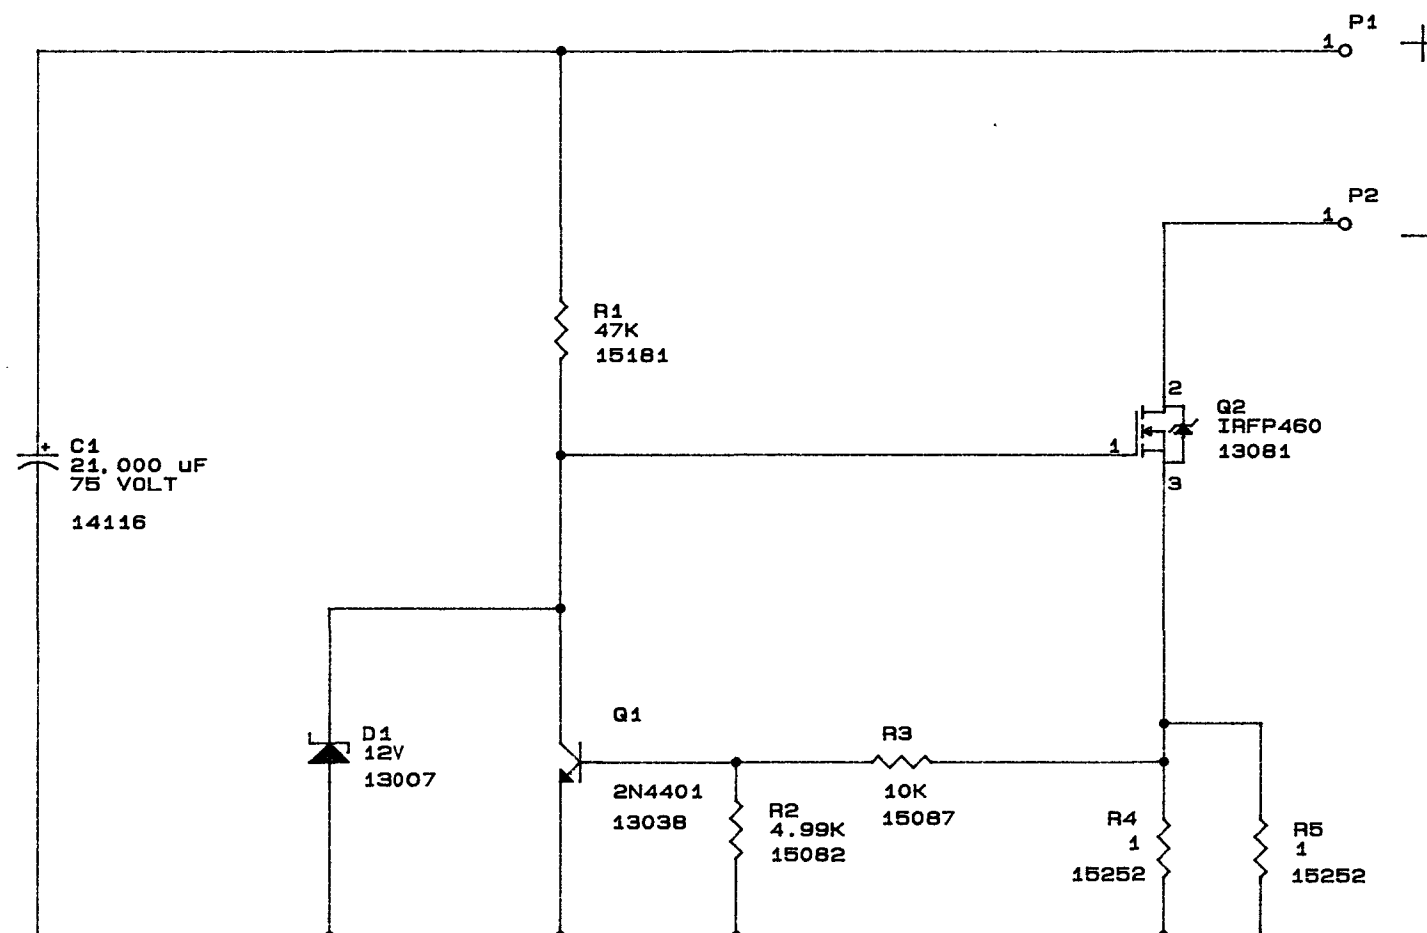 P1
1
+
P2
1
-
R1
47K
15181
2
Q2
IRFP460
13081
1
3
+
C1
21,000 uF
75 VOLT
14116
Q1
D1
12V
13007
R3
2N4401
13038
10K
15087
R2
4.99K
15082
R4
1
15252
R5
1
15252